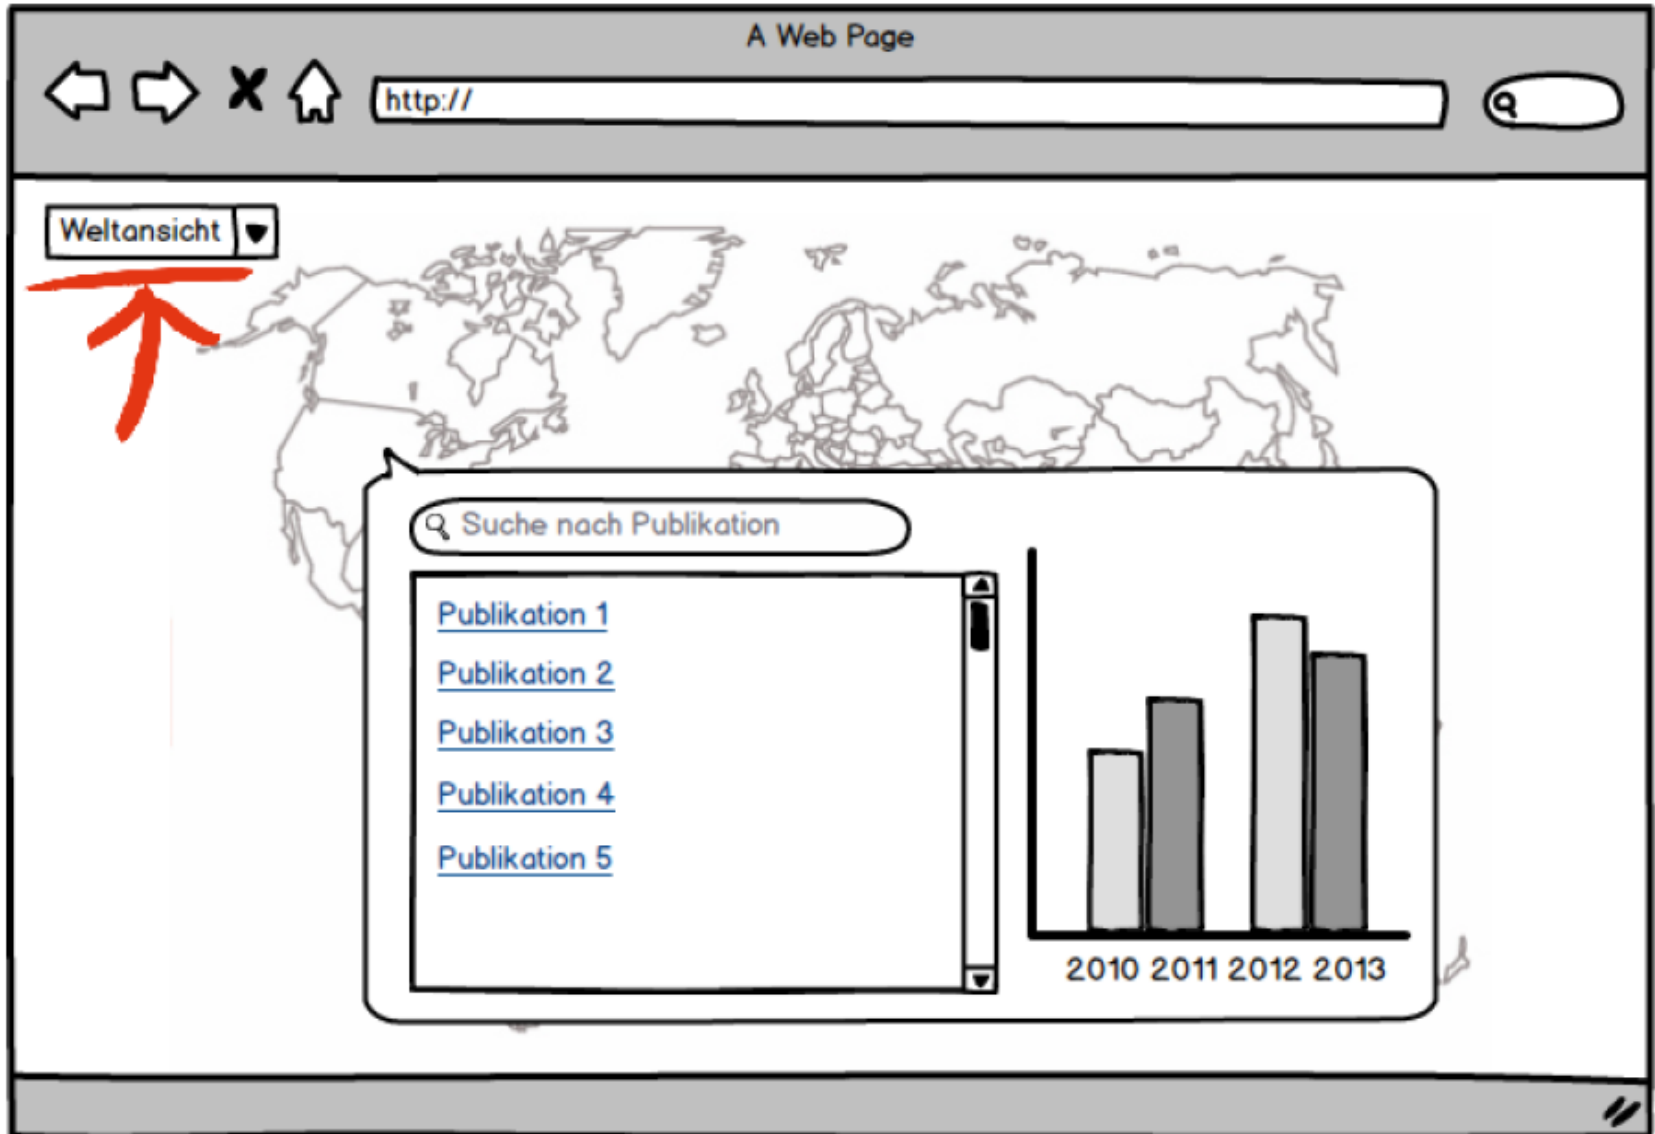 A Web Page
http://
Weltansicht
Suche nach Publikation
Publikation 1
Publikation 2
Publikation 3
Publikation 4
Publikation 5
2010 2011 2012 2013